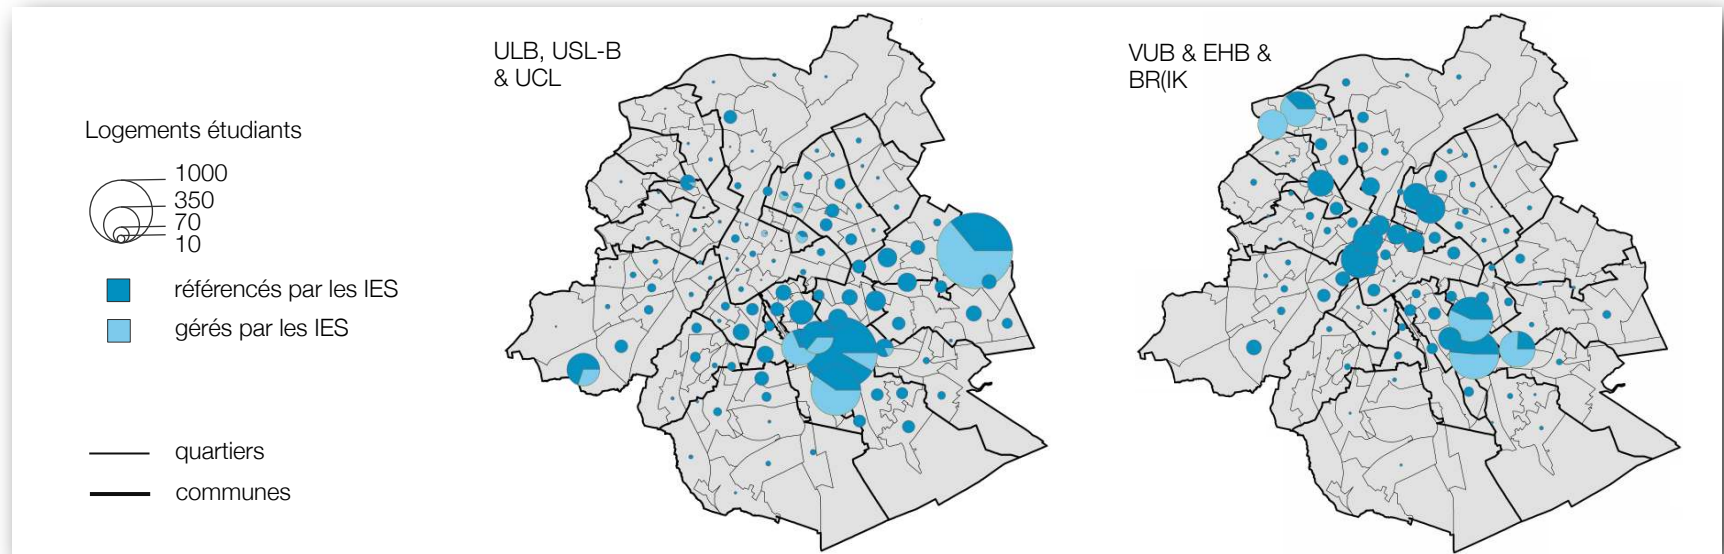 ULB, USL-B
& UCL
VUB & EHB &
BR(IK
Logements étudiants
1000
350
70
10
référencés par les IES
gérés par les IES
quartiers
communes